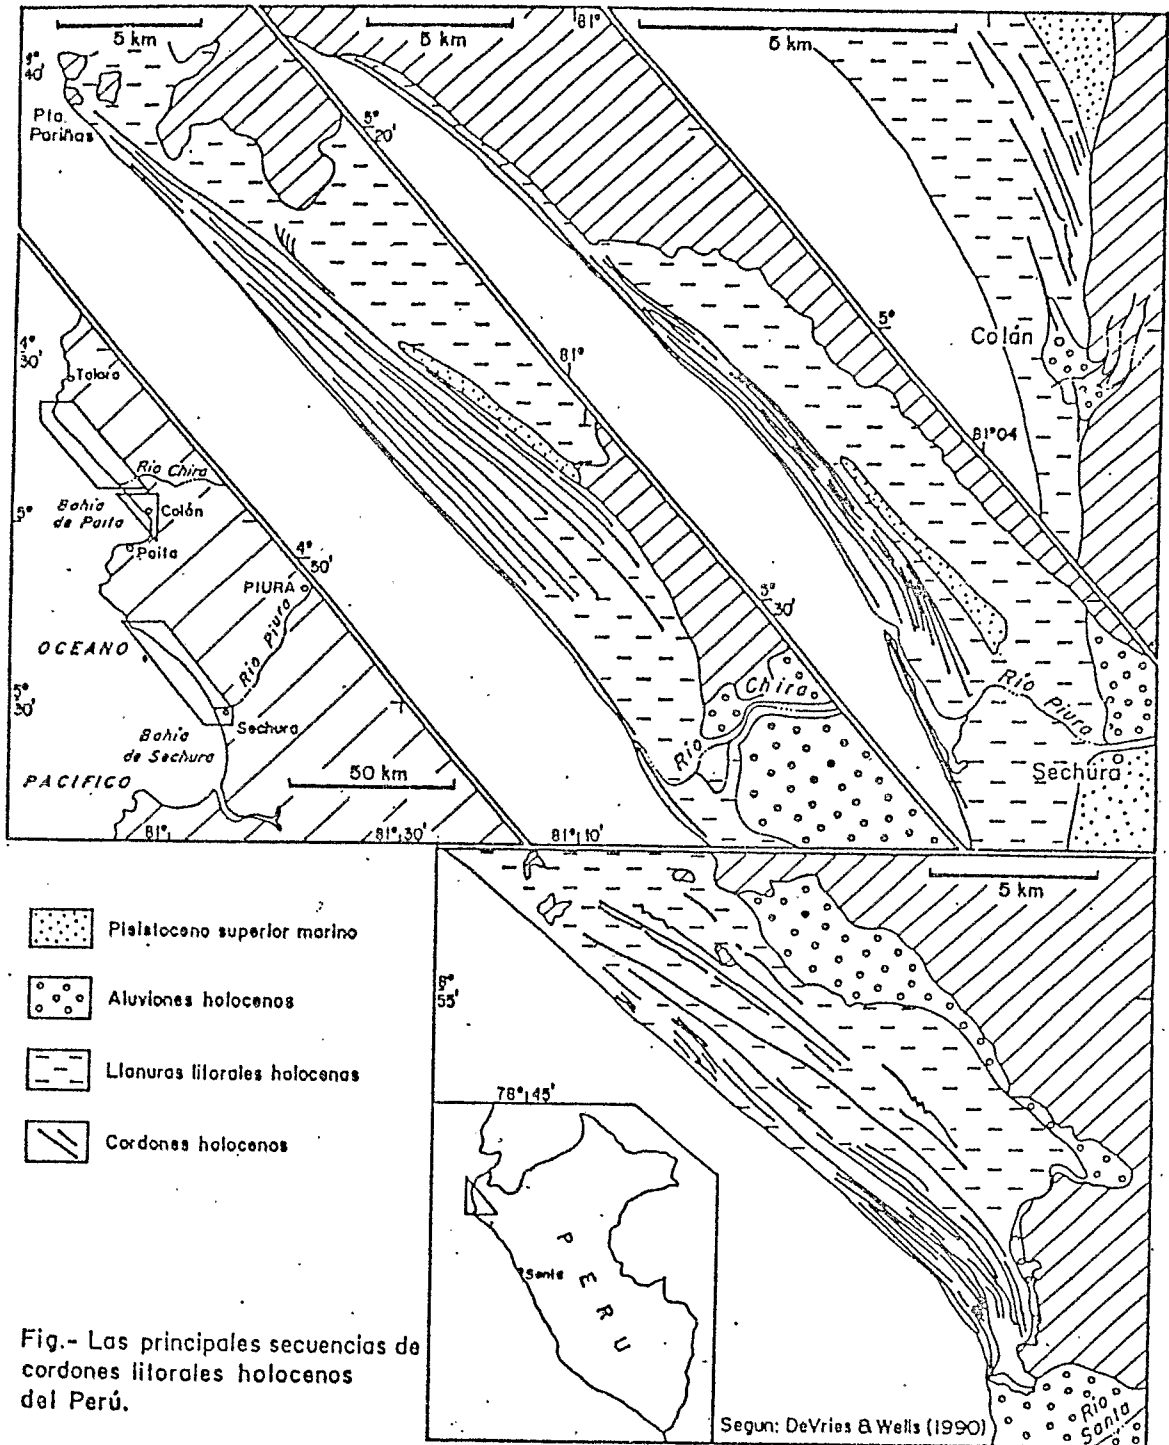 5 km
5 km
81°
5 km
4°
40'
Pta.
Pariñas
5°
20'
5°
Colán
81°04
81°
4°
30'
Talara
Río Chira
Bahía
de Paita
Colán
5°
Paita
4°
50'
PIURA
Río Piura
OCEANO
5°
30'
Sechura
Bahía
de Sechura
50 km
PACIFICO
81°
81° 30'
81° 10'
5°
30'
Río Chira
Río Piura
Sechura
5 km
Pleistoceno superior marino
Aluviones holocenos
Llanuras litorales holocenas
Cordones holocenos
8°
55'
78° 45'
PERU
Santa
Río
Santa
Fig.- Las principales secuencias de
cordones litorales holocenos
del Perú.
Segun: DeVries & Wells (1990)